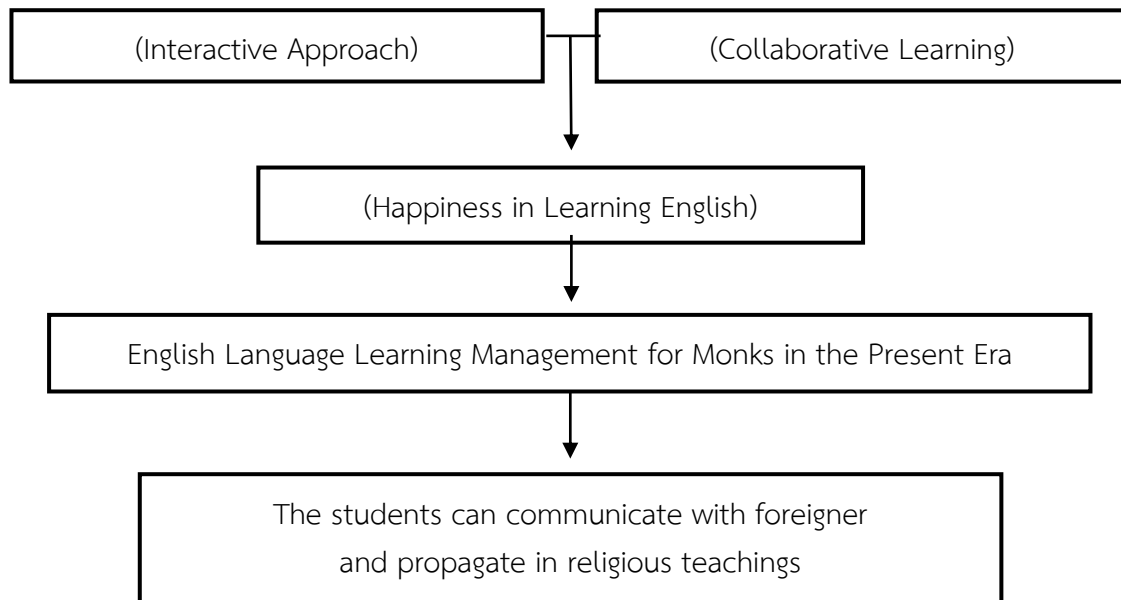 (Interactive Approach)
(Collaborative Learning)
(Happiness in Learning English)
English Language Learning Management for Monks in the Present Era
The students can communicate with foreigner
and propagate in religious teachings